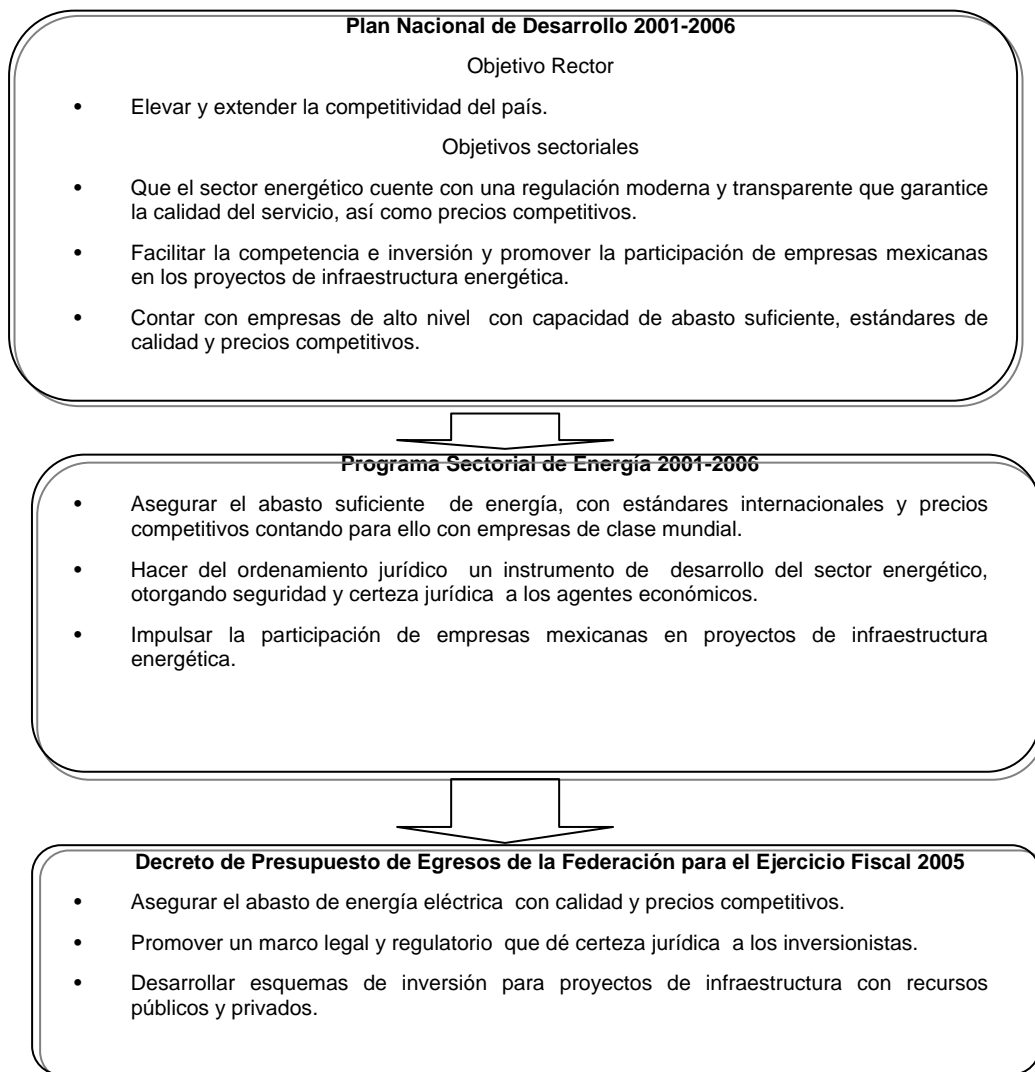 Plan Nacional de Desarrollo 2001-2006
Objetivo Rector
• Elevar y extender la competitividad del país.
Objetivos sectoriales
• Que el sector energético cuente con una regulación moderna y transparente que garantice
la calidad del servicio, así como precios competitivos.
• Facilitar la competencia e inversión y promover la participación de empresas mexicanas
en los proyectos de infraestructura energética.
• Contar con empresas de alto nivel con capacidad de abasto suficiente, estándares de
calidad y precios competitivos.
Programa Sectorial de Energía 2001-2006
• Asegurar el abasto suficiente de energía, con estándares internacionales y precios
competitivos contando para ello con empresas de clase mundial.
• Hacer del ordenamiento jurídico un instrumento de desarrollo del sector energético,
otorgando seguridad y certeza jurídica a los agentes económicos.
• Impulsar la participación de empresas mexicanas en proyectos de infraestructura
energética.
Decreto de Presupuesto de Egresos de la Federación para el Ejercicio Fiscal 2005
• Asegurar el abasto de energía eléctrica con calidad y precios competitivos.
• Promover un marco legal y regulatorio que dé certeza jurídica a los inversionistas.
• Desarrollar esquemas de inversión para proyectos de infraestructura con recursos
públicos y privados.